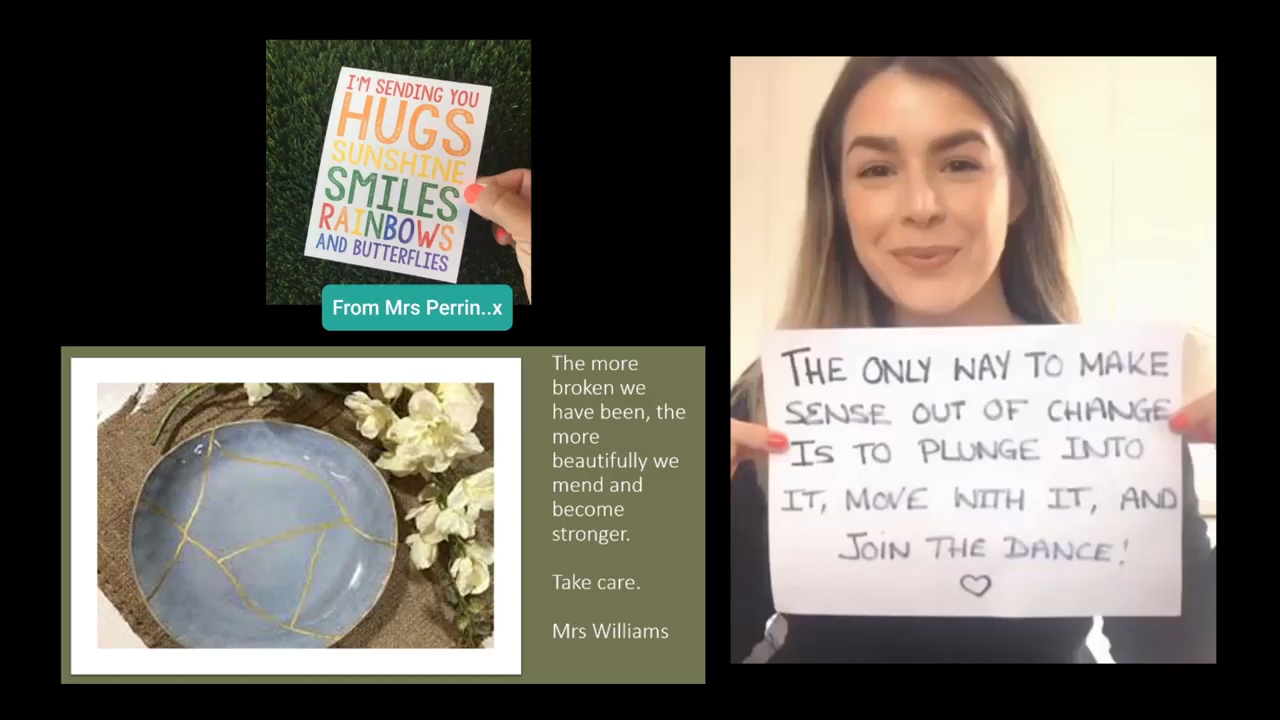 I'M SENDING YOU
HUGS
SUNSHINE
SMILES
RAINBOWS
AND BUTTERFLIES
From Mrs Perrin..x
The more
broken we
have been, the
more
beautifully we
mend and
become
stronger.
Take care.
Mrs Williams
THE ONLY WAY TO MAKE
SENSE OUT OF CHANGE
IS TO PLUNGE INTO
IT, MOVE WITH IT, AND
JOIN THE DANCE!